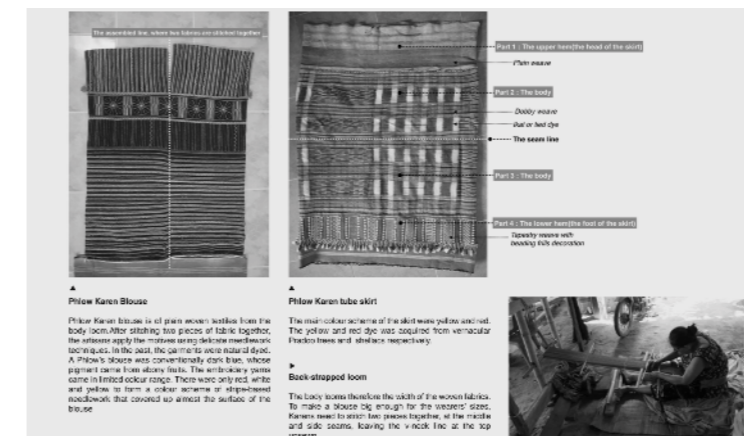 The assembled line, where two fabrics are stitched together
Part 1 : The upper hem(the head of the skirt)
Plain weave
Part 2 : The body
Dobby weave
Ikat or tied dye
The seam line
Part 3 : The body
Part 4 : The lower hem(the foot of the skirt)
Tapestry weave with
beading frills decoration
Phlow Karen Blouse
Phlow Karen blouse is of plain woven textiles from the
body loom. After stitching two pieces of fabric together,
the artisans apply the motives using delicate needlework
techniques. In the past, the garments were natural dyed.
A Phlow's blouse was conventionally dark blue, whose
pigment came from ebony fruits. The embroidery yarns
came in limited colour range. There were only red, white
and yellow to form a colour scheme of stripe-based
needlework that covered up almost the surface of the
blouse
Phlow Karen tube skirt
The main colour scheme of the skirt were yellow and red.
The yellow and red dye was acquired from vernacular
Pradoo trees and shellacs respectively.
Back-strapped loom
The body looms therefore the width of the woven fabrics.
To make a blouse big enough for the wearers' sizes,
Karens need to stitch two pieces together, at the middle
and side seams, leaving the v-neck line at the top